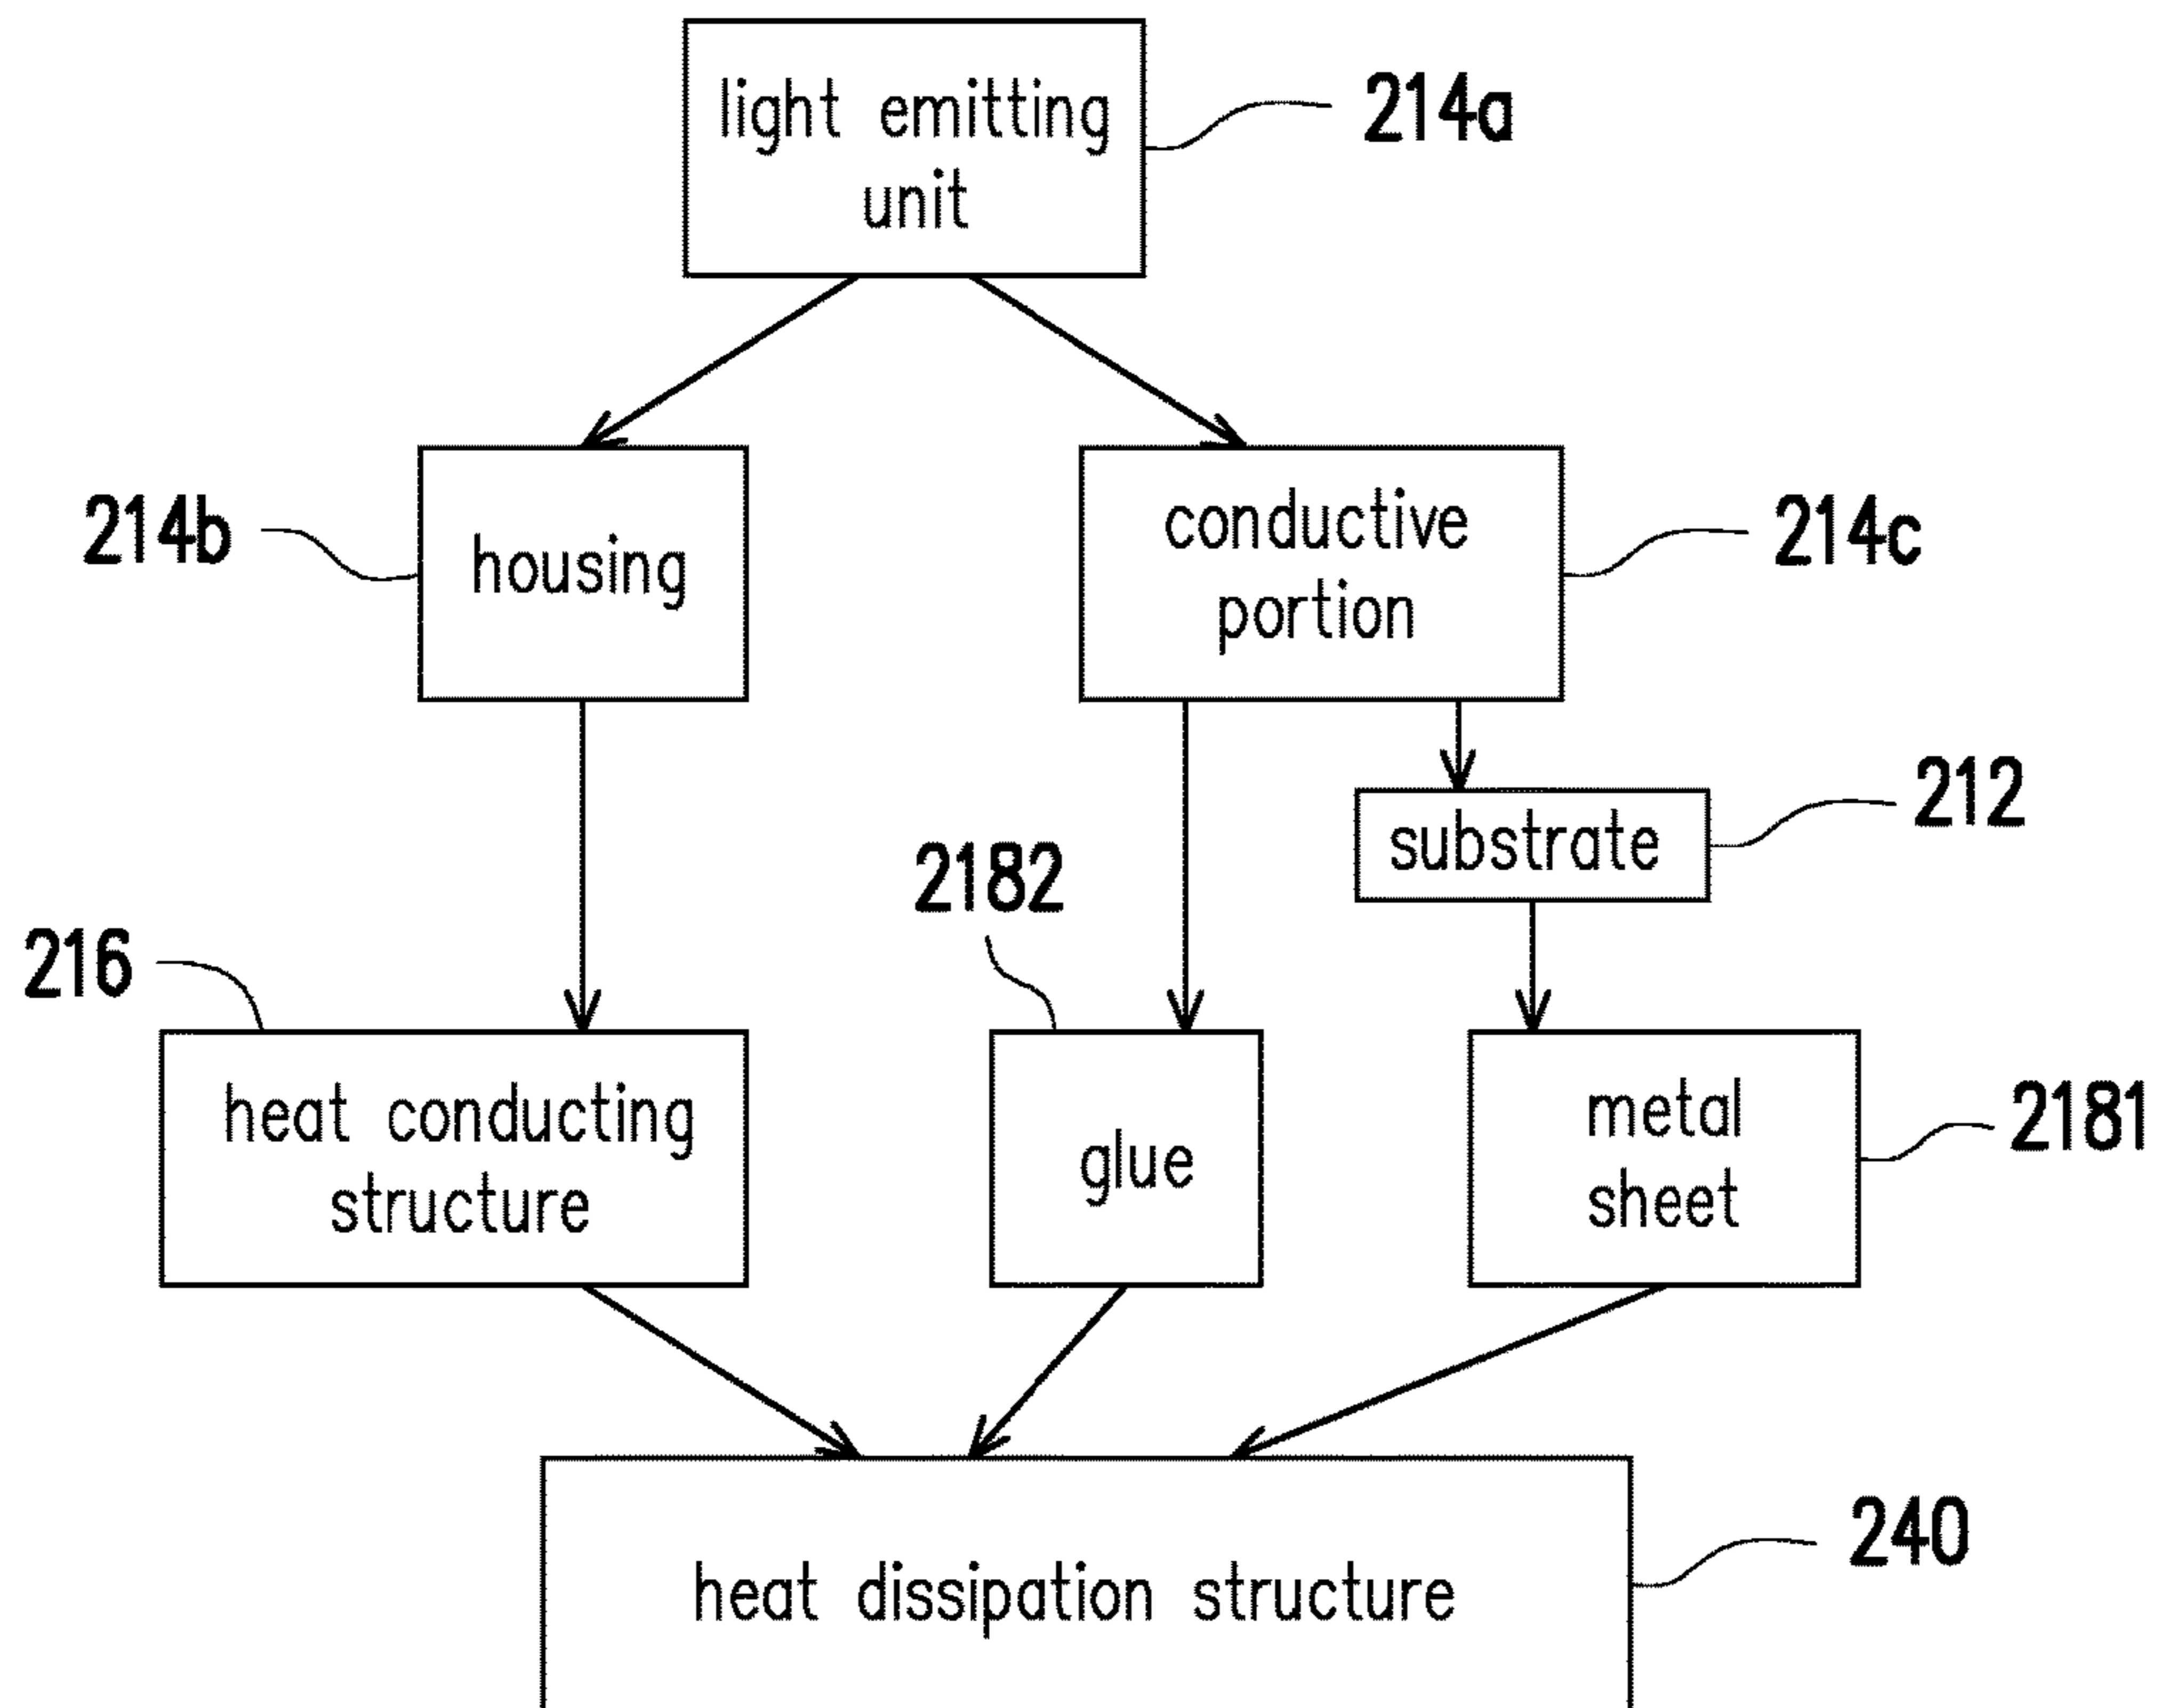 light emitting
unit
214a
214b
housing
conductive
portion
214c
substrate
212
2182
216
heat conducting
structure
glue
metal
sheet
2181
heat dissipation structure
240